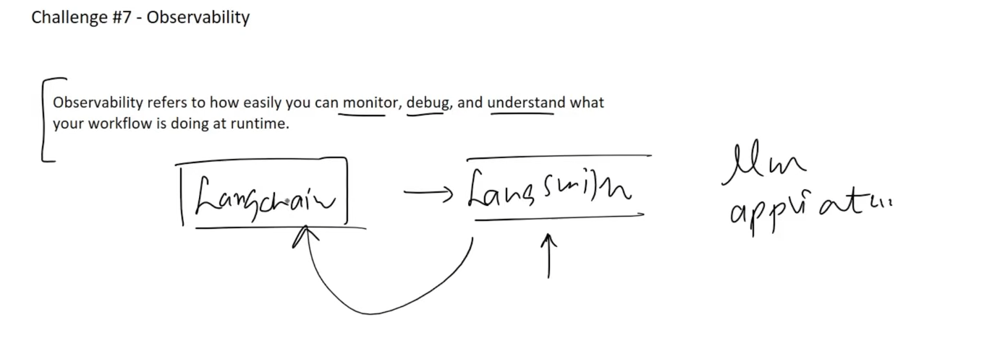 Challenge #7 - Observability
Observability refers to how easily you can monitor, debug, and understand what
your workflow is doing at runtime.
Langchain
Langsmith
llm